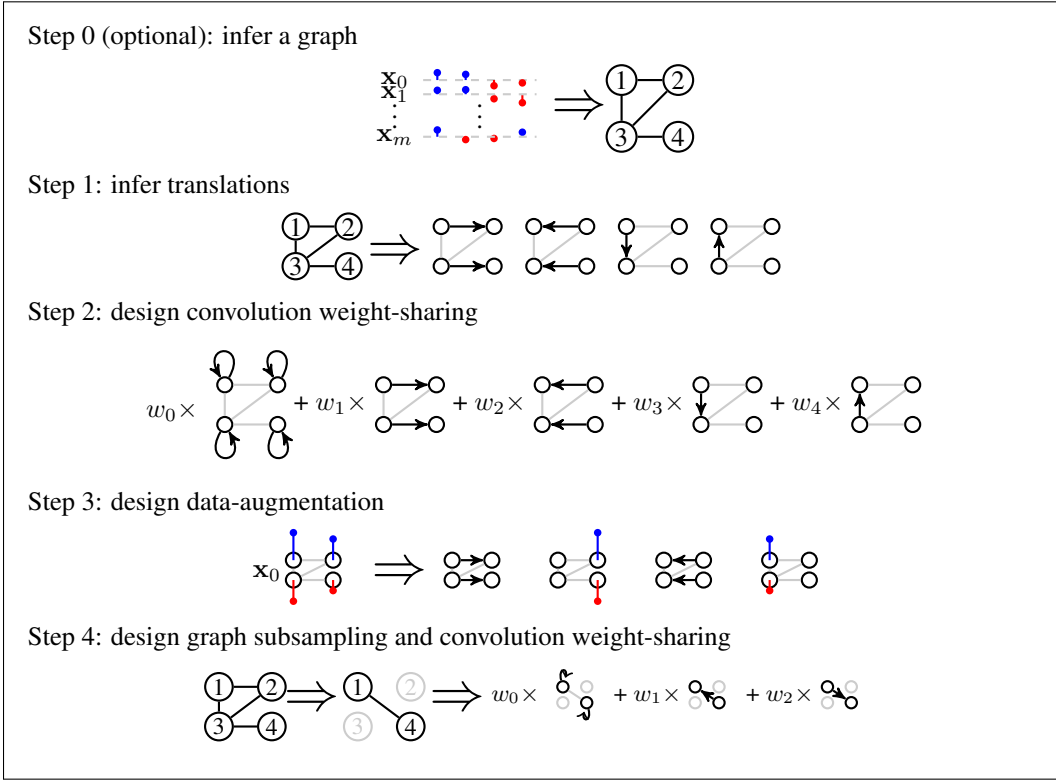 Step 0 (optional): infer a graph
x₀
x₁
⋮ ⋮
xₘ
⇒
1 2
3 4
Step 1: infer translations
1 2
3 4
⇒
Step 2: design convolution weight-sharing
w₀× + w₁× + w₂× + w₃× + w₄×
Step 3: design data-augmentation
x₀ ⇒
Step 4: design graph subsampling and convolution weight-sharing
1 2 ⇒ 1 2 ⇒ w₀× + w₁× + w₂×
3 4 3 4